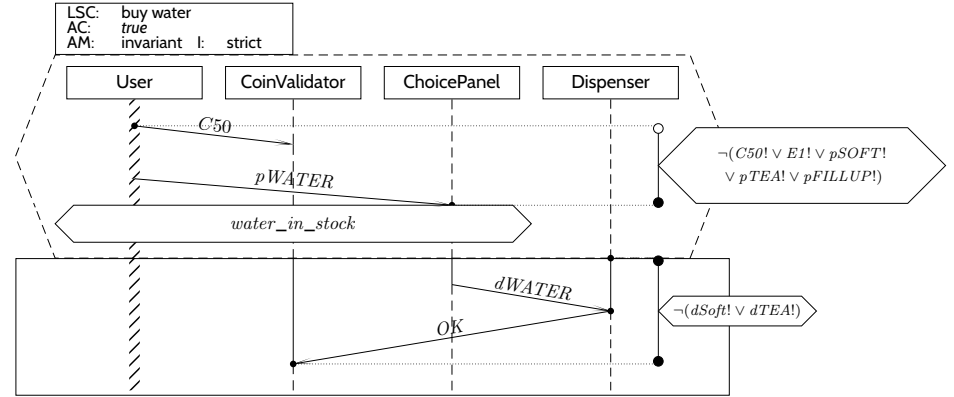 LSC: buy water
AC: true
AM: invariant I: strict
User CoinValidator ChoicePanel Dispenser
C50
¬(C50! ∨ E1! ∨ pSOFT!
∨ pTEA! ∨ pFILLUP!)
pWATER
water_in_stock
dWATER
¬(dSoft! ∨ dTEA!)
OK